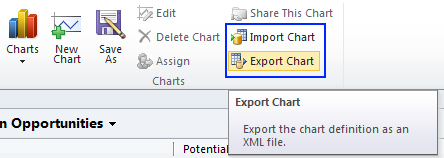 Charts
New
Chart
Save
As
Edit
Delete Chart
Assign
Share This Chart
Import Chart
Export Chart
Charts
Export Chart
Export the chart definition as an
XML file.
n Opportunities
Potential